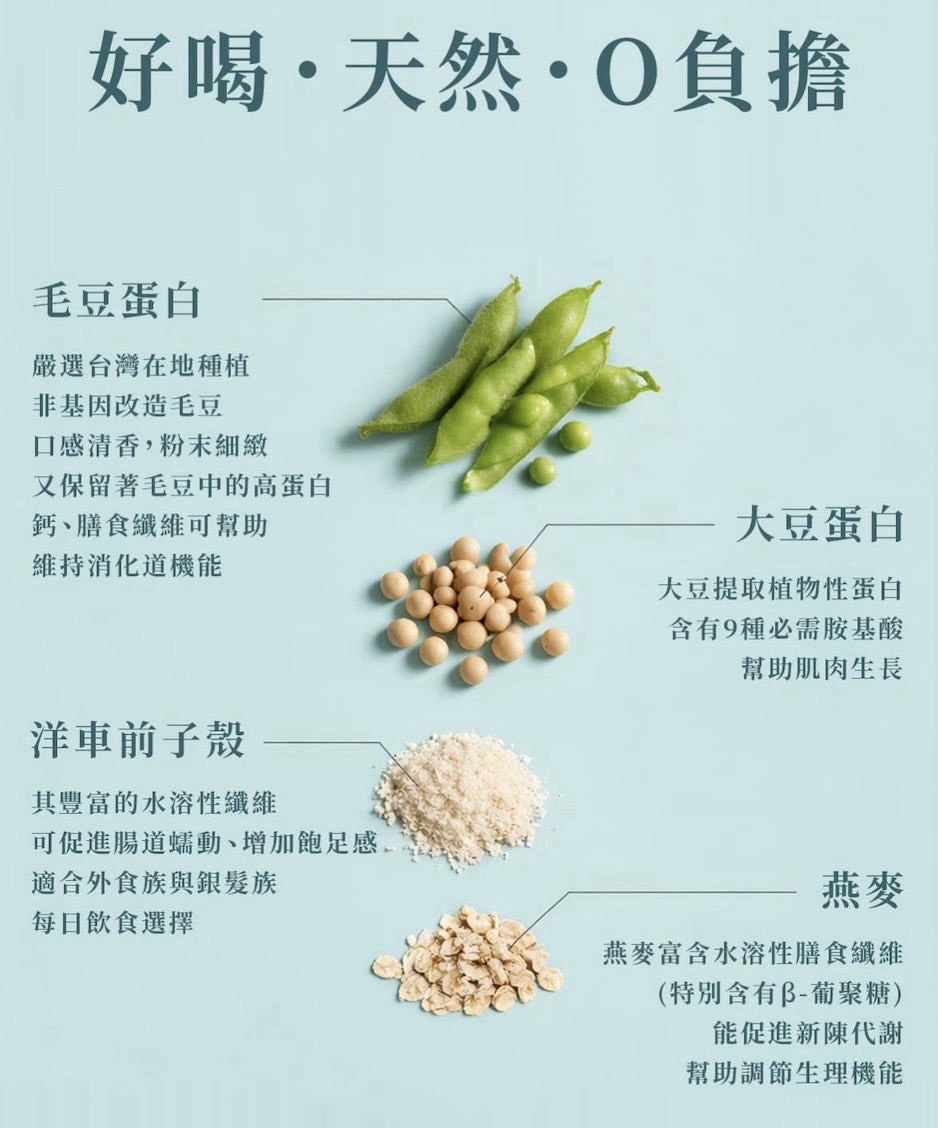 好喝・天然・0負擔
毛豆蛋白
嚴選台灣在地種植
非基因改造毛豆
口感清香，粉末細緻
又保留著毛豆中的高蛋白
鈣、膳食纖維可幫助
維持消化道機能
大豆蛋白
大豆提取植物性蛋白
含有9種必需胺基酸
幫助肌肉生長
洋車前子殼
其豐富的水溶性纖維
可促進腸道蠕動、增加飽足感
適合外食族與銀髮族
每日飲食選擇
燕麥
燕麥富含水溶性膳食纖維
(特別含有β-葡聚糖)
能促進新陳代謝
幫助調節生理機能